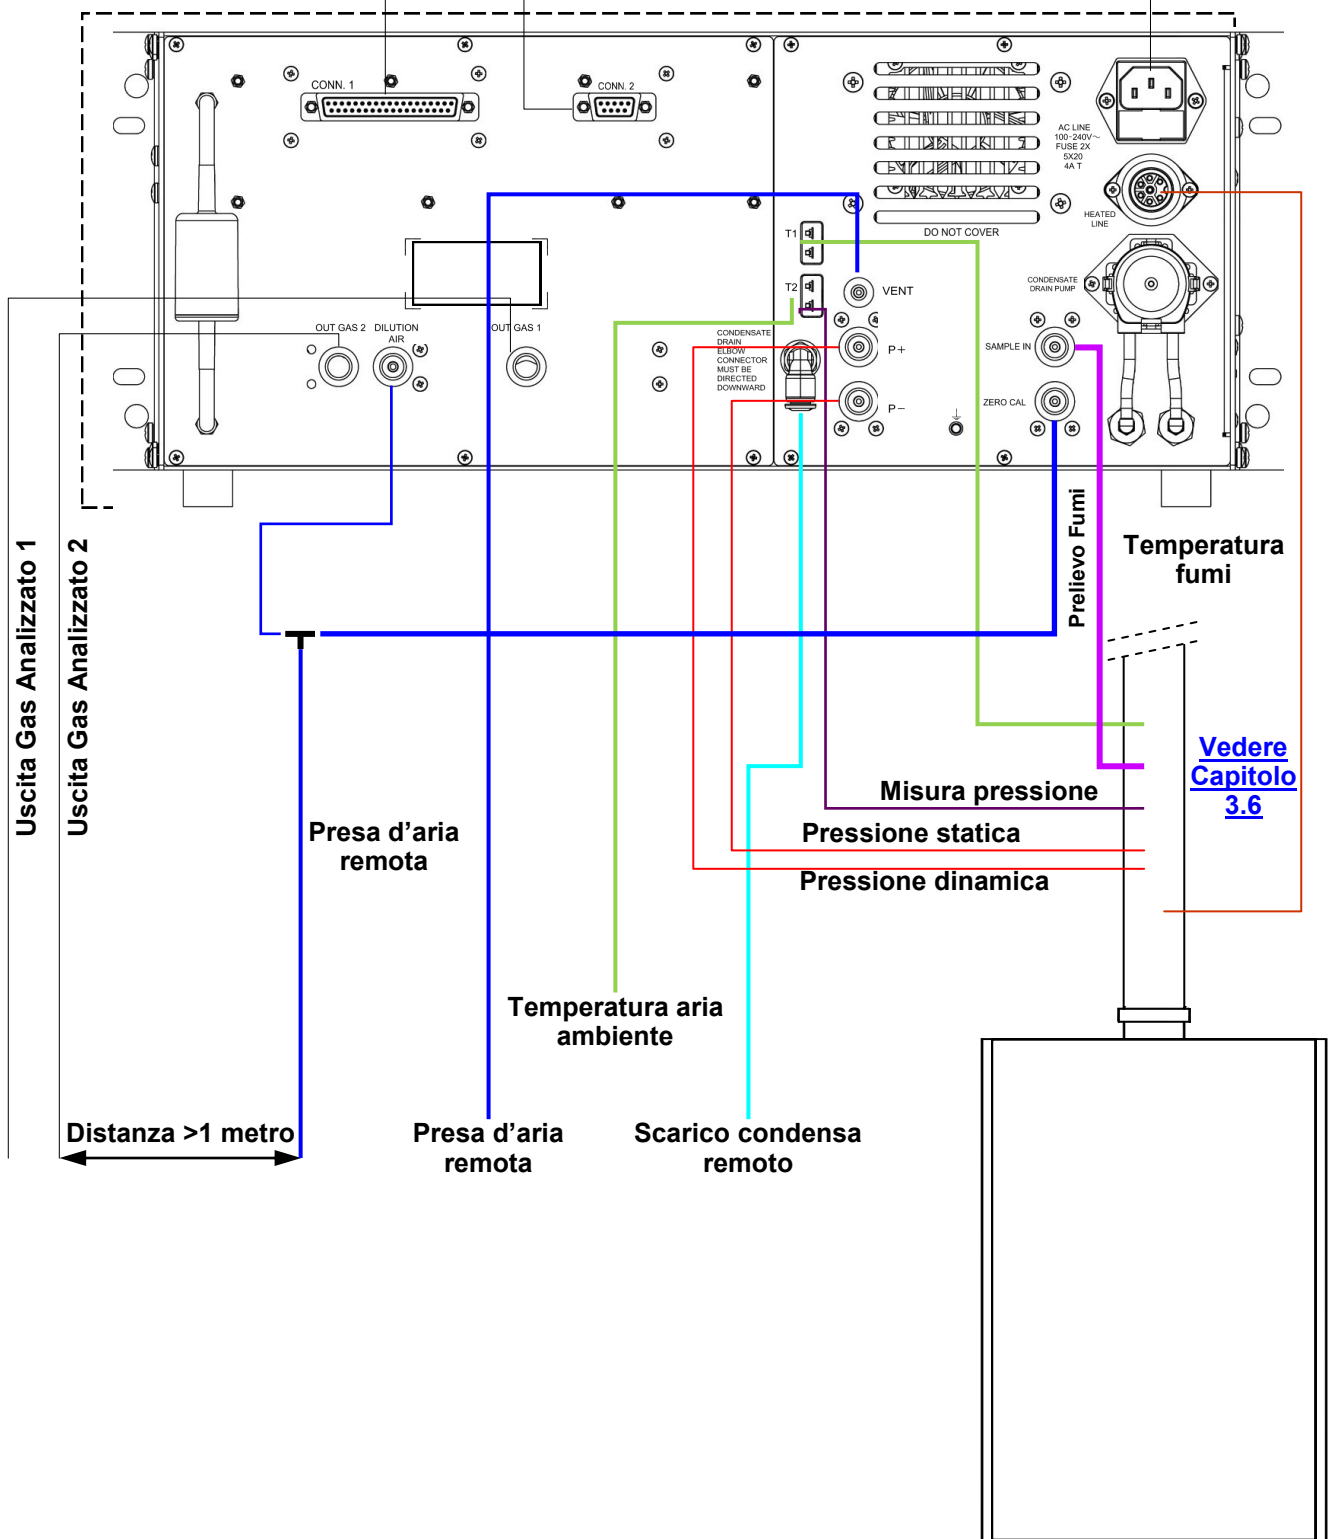 CONN. 1
CONN. 2
AC LINE
100-240V~
FUSE 2X
5X20
4A T
HEATED
LINE
DO NOT COVER
T1
T2
VENT
CONDENSATE
DRAIN PUMP
OUT GAS 2
DILUTION
AIR
OUT GAS 1
CONDENSATE
DRAIN
ELBOW
CONNECTOR
MUST BE
DIRECTED
DOWNWARD
P+
P-
SAMPLE IN
ZERO CAL
Uscita Gas Analizzato 1
Uscita Gas Analizzato 2
Prelievo Fumi
Temperatura
fumi
Vedere
Capitolo
3.6
Misura pressione
Pressione statica
Pressione dinamica
Presa d’aria
remota
Temperatura aria
ambiente
Distanza >1 metro
Presa d’aria
remota
Scarico condensa
remoto